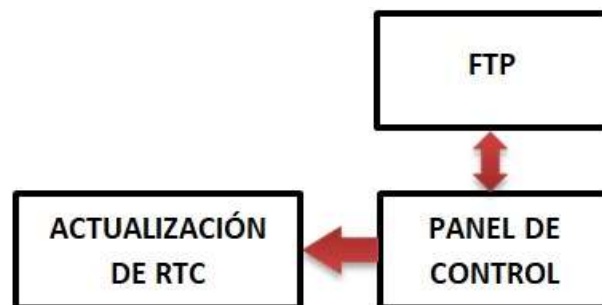 FTP
ACTUALIZACIÓN
DE RTC
PANEL DE
CONTROL